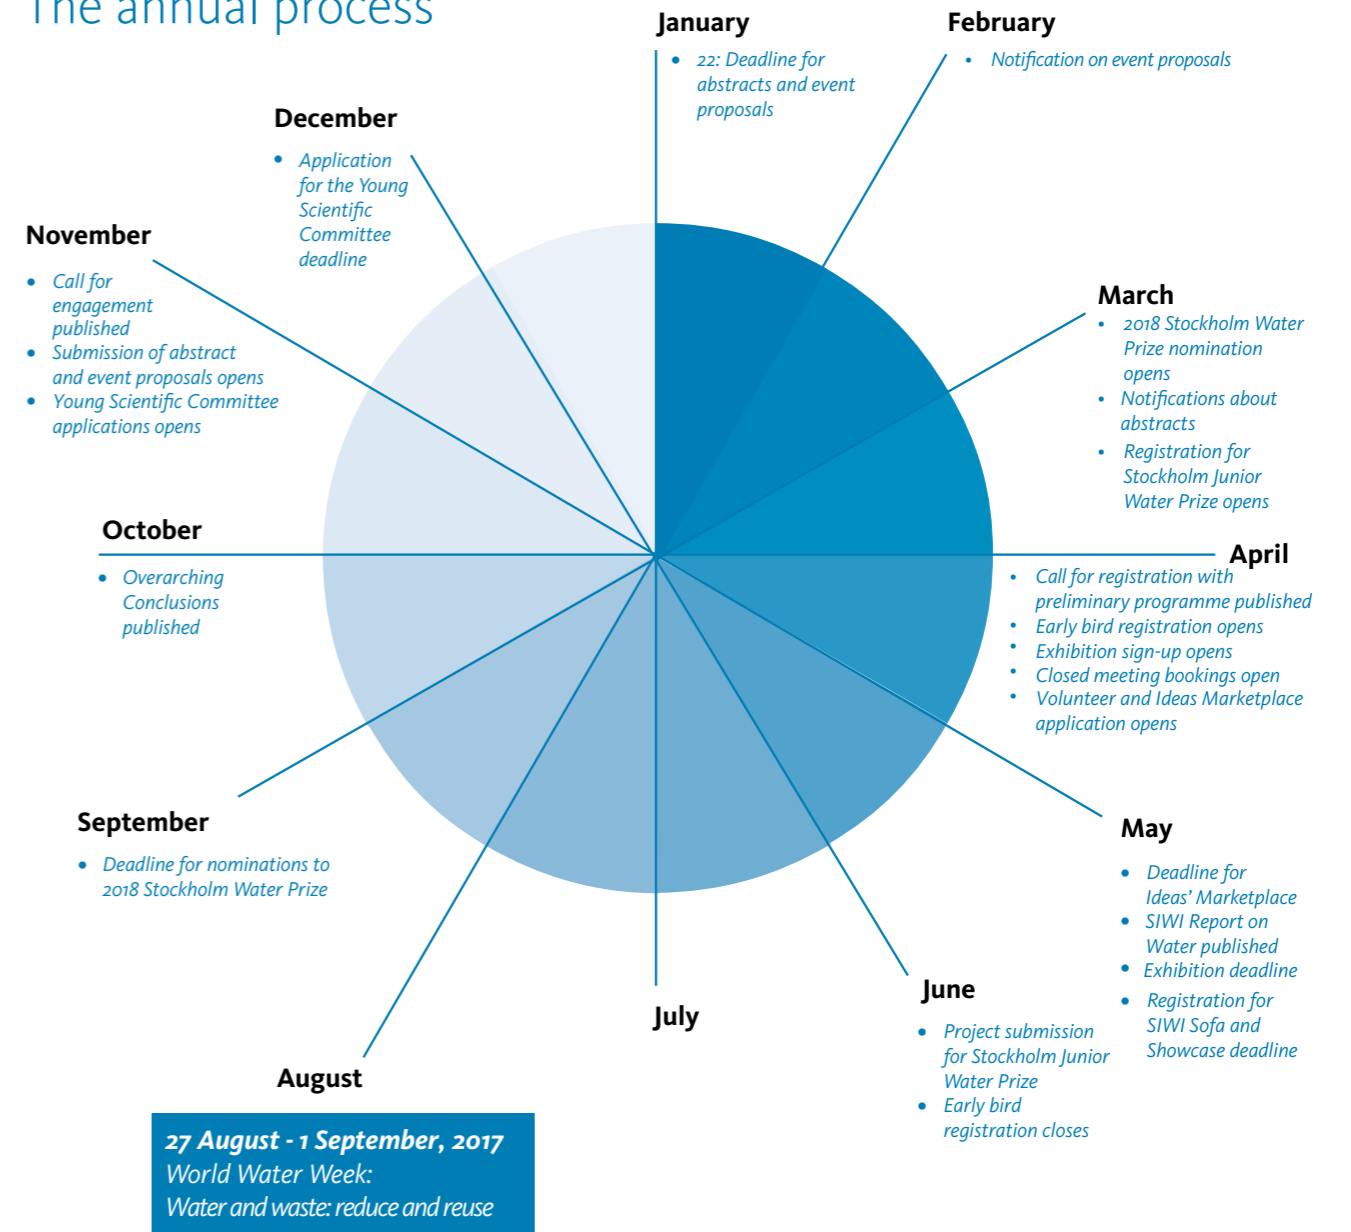 The annual process
January
• 22: Deadline for
abstracts and event
proposals
February
• Notification on event proposals
March
• 2018 Stockholm Water
Prize nomination
opens
• Notifications about
abstracts
• Registration for
Stockholm Junior
Water Prize opens
April
• Call for registration with
preliminary programme published
• Early bird registration opens
• Exhibition sign-up opens
• Closed meeting bookings open
• Volunteer and Ideas Marketplace
application opens
May
• Deadline for
Ideas’ Marketplace
• SIWI Report on
Water published
• Exhibition deadline
• Registration for
SIWI Sofa and
Showcase deadline
June
• Project submission
for Stockholm Junior
Water Prize
• Early bird
registration closes
July
August
27 August - 1 September, 2017
World Water Week:
Water and waste: reduce and reuse
September
• Deadline for nominations to
2018 Stockholm Water Prize
October
• Overarching
Conclusions
published
November
• Call for
engagement
published
• Submission of abstract
and event proposals opens
• Young Scientific Committee
applications opens
December
• Application
for the Young
Scientific
Committee
deadline